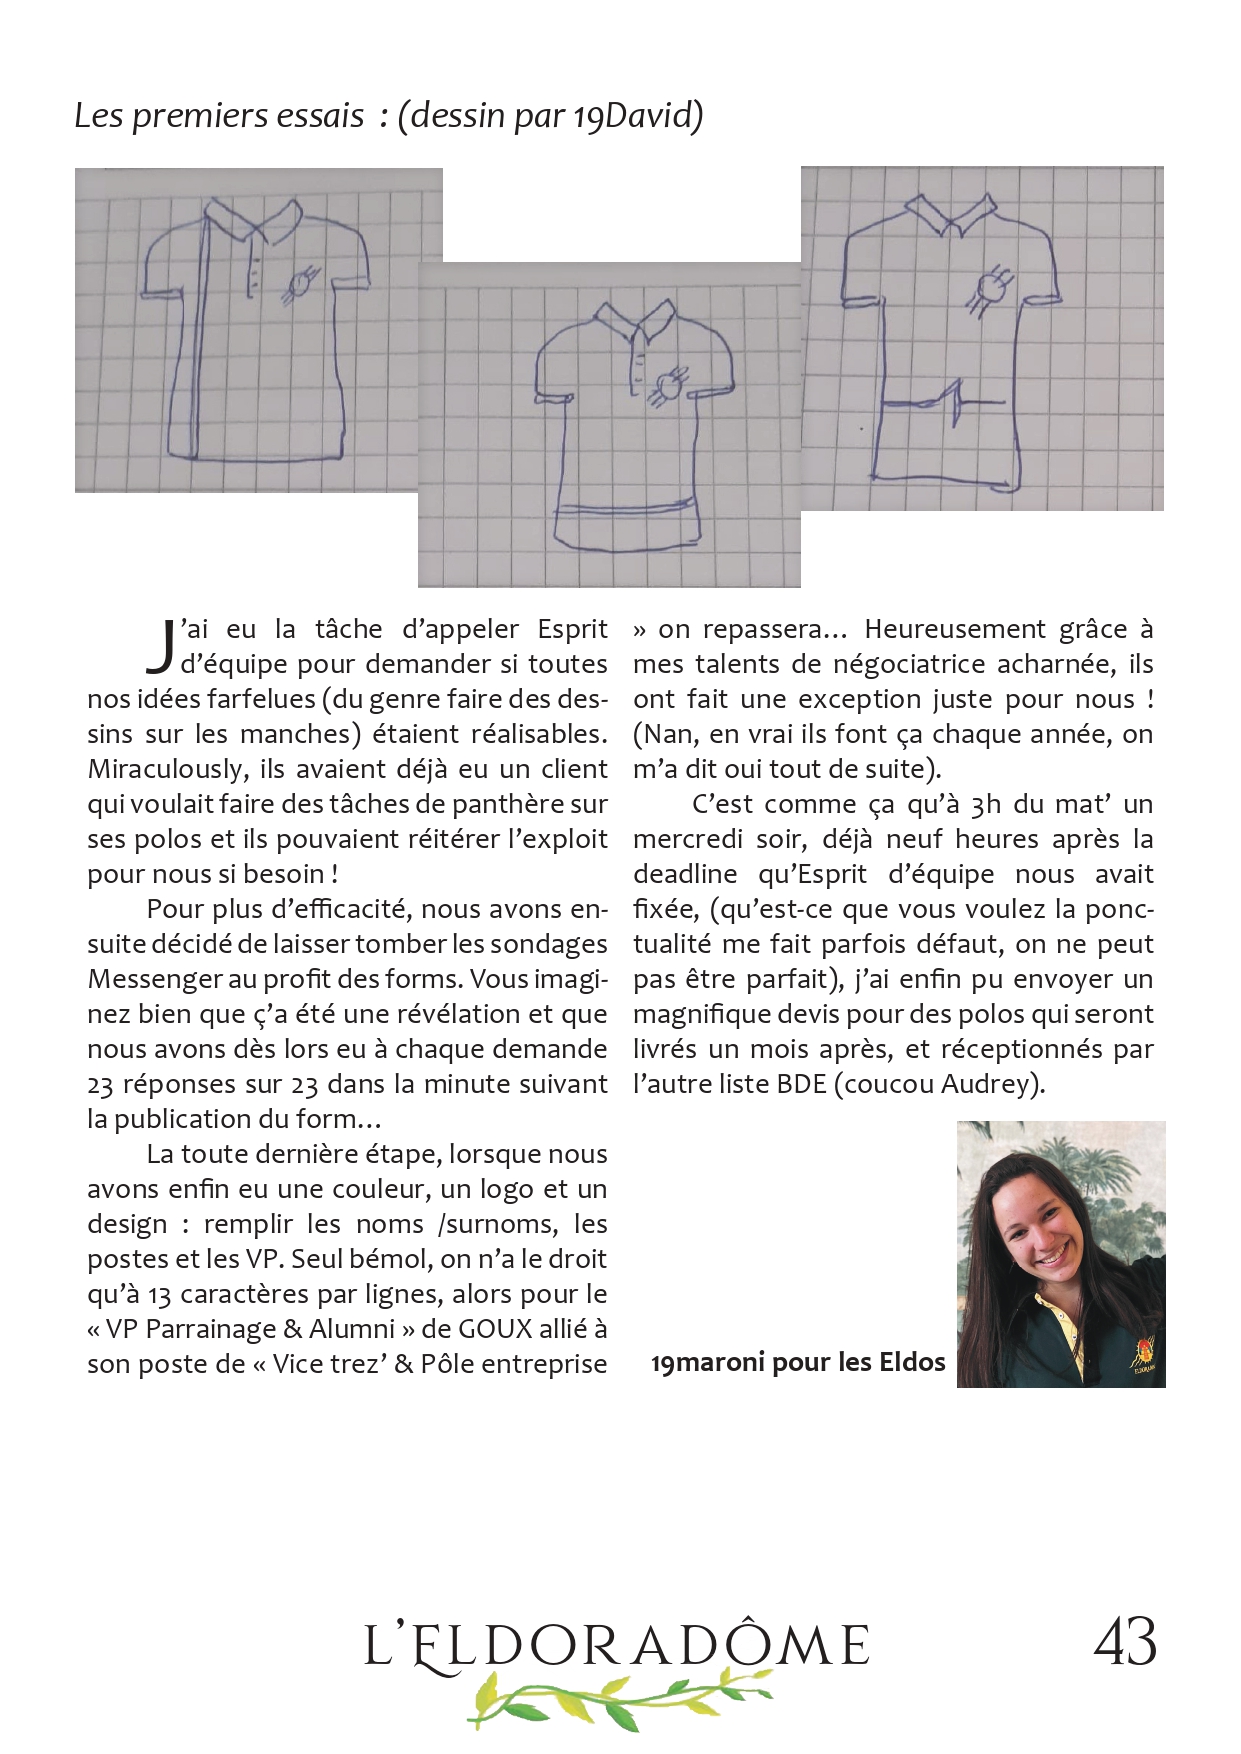 Les premiers essais : (dessin par 19David)
J’ai eu la tâche d’appeler Esprit
d’équipe pour demander si toutes
nos idées farfelues (du genre faire des des-
sins sur les manches) étaient réalisables.
Miraculously, ils avaient déjà eu un client
qui voulait faire des tâches de panthère sur
ses polos et ils pouvaient réitérer l’exploit
pour nous si besoin !
Pour plus d’efficacité, nous avons en-
suite décidé de laisser tomber les sondages
Messenger au profit des forms. Vous imagi-
nez bien que ç’a été une révélation et que
nous avons dès lors eu à chaque demande
23 réponses sur 23 dans la minute suivant
la publication du form…
La toute dernière étape, lorsque nous
avons enfin eu une couleur, un logo et un
design : remplir les noms /surnoms, les
postes et les VP. Seul bémol, on n’a le droit
qu’à 13 caractères par lignes, alors pour le
« VP Parrainage & Alumni » de GOUX allié à
son poste de « Vice trez’ & Pôle entreprise
» on repassera… Heureusement grâce à
mes talents de négociatrice acharnée, ils
ont fait une exception juste pour nous !
(Nan, en vrai ils font ça chaque année, on
m’a dit oui tout de suite).
C’est comme ça qu’à 3h du mat’ un
mercredi soir, déjà neuf heures après la
deadline qu’Esprit d’équipe nous avait
fixée, (qu’est-ce que vous voulez la ponc-
tualité me fait parfois défaut, on ne peut
pas être parfait), j’ai enfin pu envoyer un
magnifique devis pour des polos qui seront
livrés un mois après, et réceptionnés par
l’autre liste BDE (coucou Audrey).
19maroni pour les Eldos
L’ELDORADÔME
43